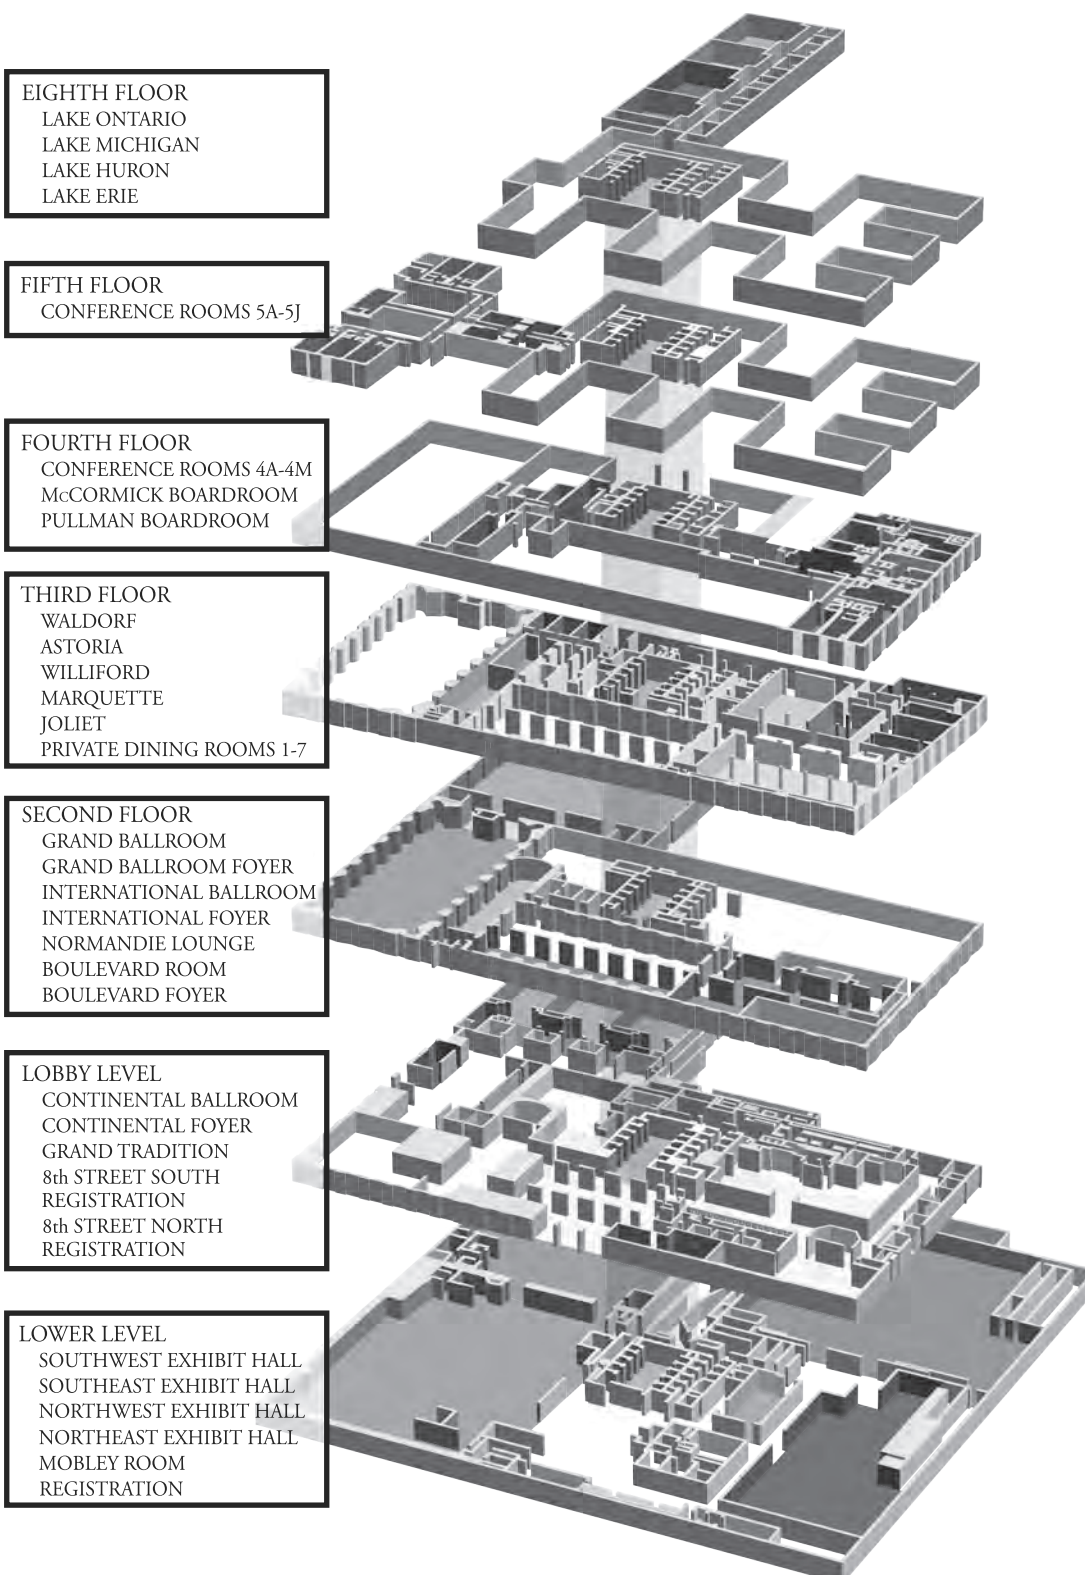 EIGHTH FLOOR
LAKE ONTARIO
LAKE MICHIGAN
LAKE HURON
LAKE ERIE
FIFTH FLOOR
CONFERENCE ROOMS 5A-5J
FOURTH FLOOR
CONFERENCE ROOMS 4A-4M
McCORMICK BOARDROOM
PULLMAN BOARDROOM
THIRD FLOOR
WALDORF
ASTORIA
WILLIFORD
MARQUETTE
JOLIET
PRIVATE DINING ROOMS 1-7
SECOND FLOOR
GRAND BALLROOM
GRAND BALLROOM FOYER
INTERNATIONAL BALLROOM
INTERNATIONAL FOYER
NORMANDIE LOUNGE
BOULEVARD ROOM
BOULEVARD FOYER
LOBBY LEVEL
CONTINENTAL BALLROOM
CONTINENTAL FOYER
GRAND TRADITION
8th STREET SOUTH
REGISTRATION
8th STREET NORTH
REGISTRATION
LOWER LEVEL
SOUTHWEST EXHIBIT HALL
SOUTHEAST EXHIBIT HALL
NORTHWEST EXHIBIT HALL
NORTHEAST EXHIBIT HALL
MOBLEY ROOM
REGISTRATION